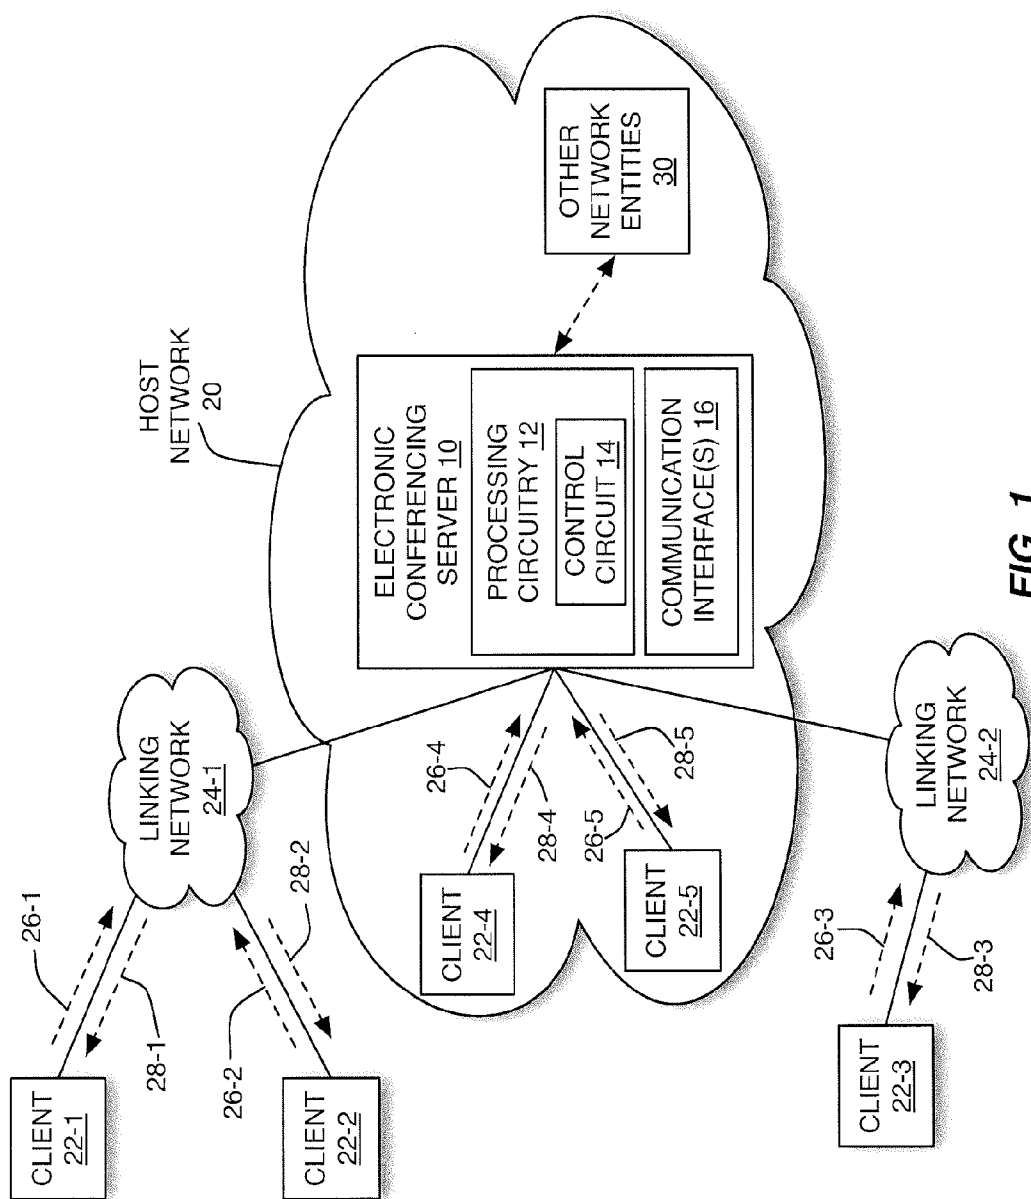 CLIENT
22-1
26-1
28-1
LINKING
NETWORK
24-1
CLIENT
22-2
26-2
28-2
HOST
NETWORK
20
CLIENT
22-4
26-4
28-4
CLIENT
22-5
26-5
28-5
ELECTRONIC
CONFERENCING
SERVER 10
PROCESSING
CIRCUITRY 12
CONTROL
CIRCUIT 14
COMMUNICATION
INTERFACE(S) 16
OTHER
NETWORK
ENTITIES
30
CLIENT
22-3
26-3
28-3
LINKING
NETWORK
24-2
FIG. 1